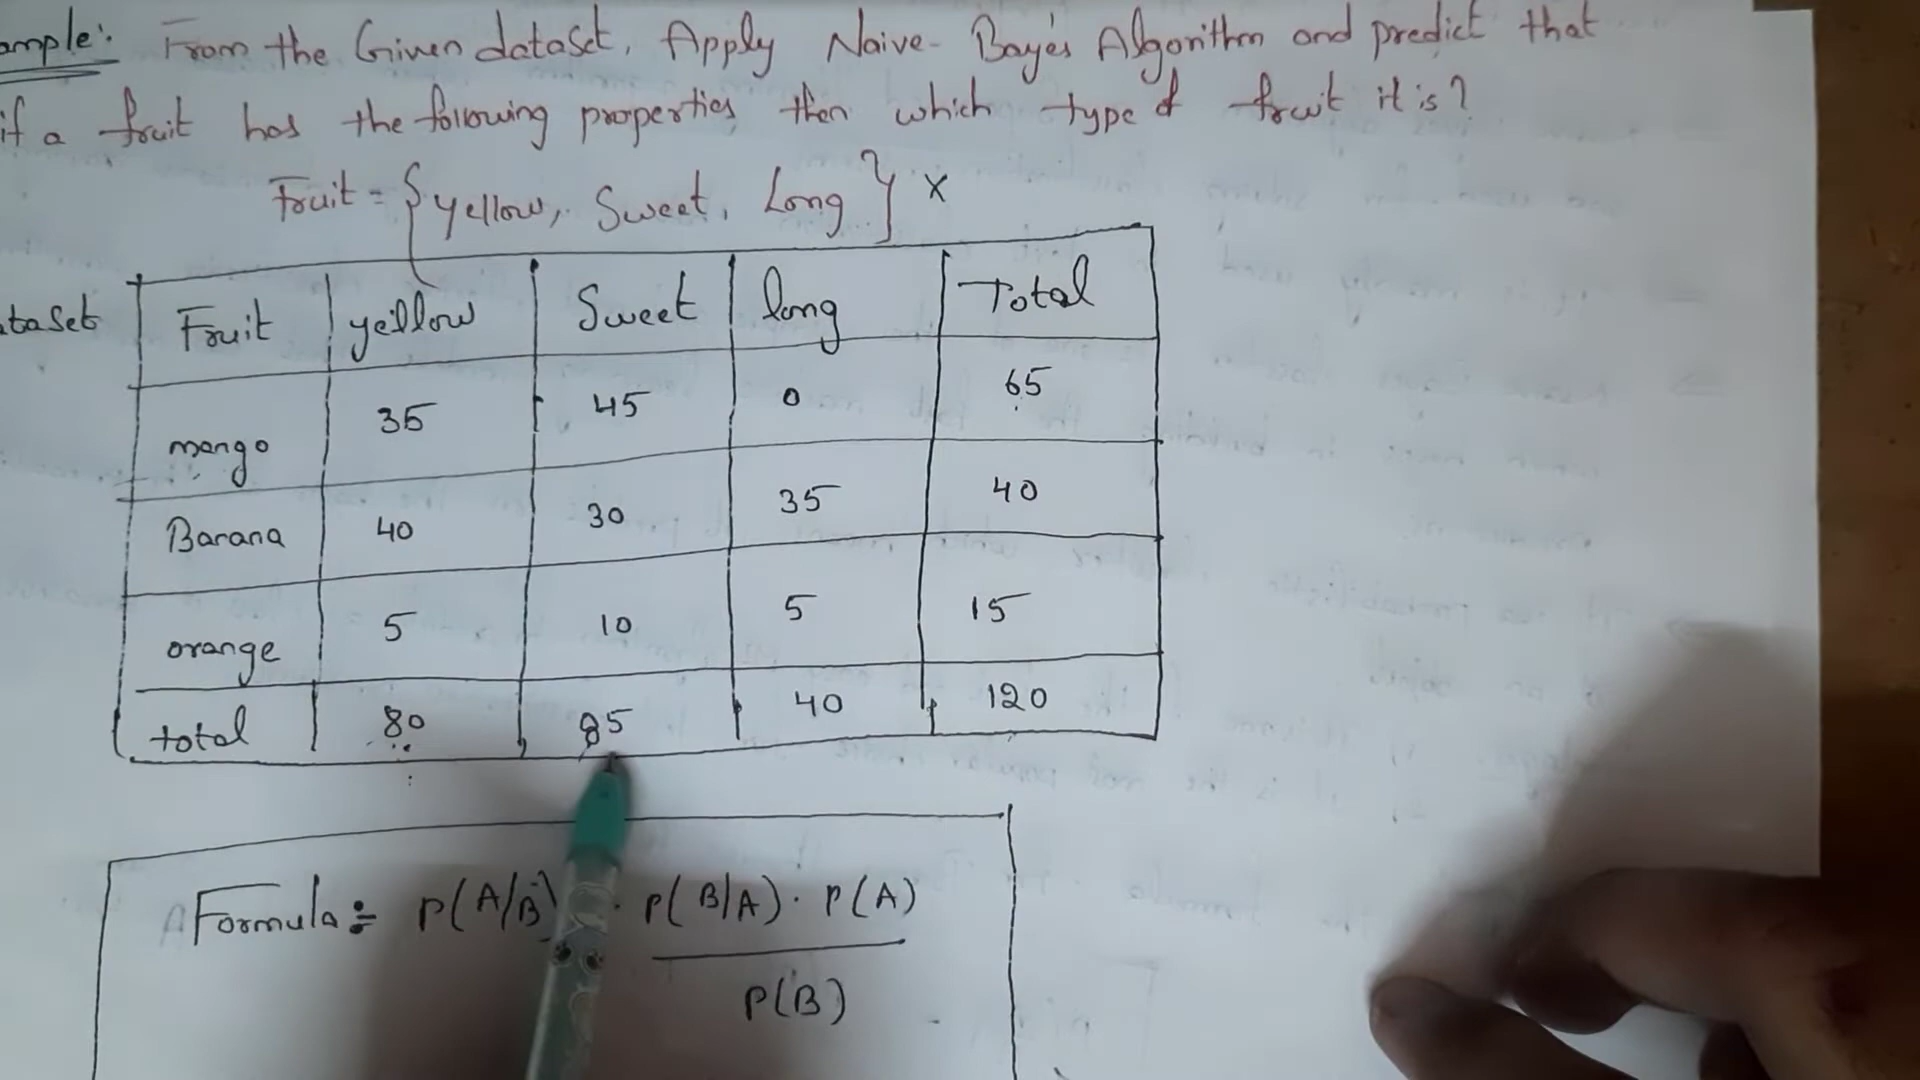 ample: From the Given dataset, Apply Naive-Baye's Algorithm and predict that
if a fruit has the following properties then which type of fruit it is?
Fruit = {yellow, Sweet, Long} x
taset
Fruit yellow Sweet long Total
mango 35 45 0 65
Banana 40 30 35 40
orange 5 10 5 15
total 80 85 40 120
Formula: P(A/B) P(B/A). P(A)
P(B)